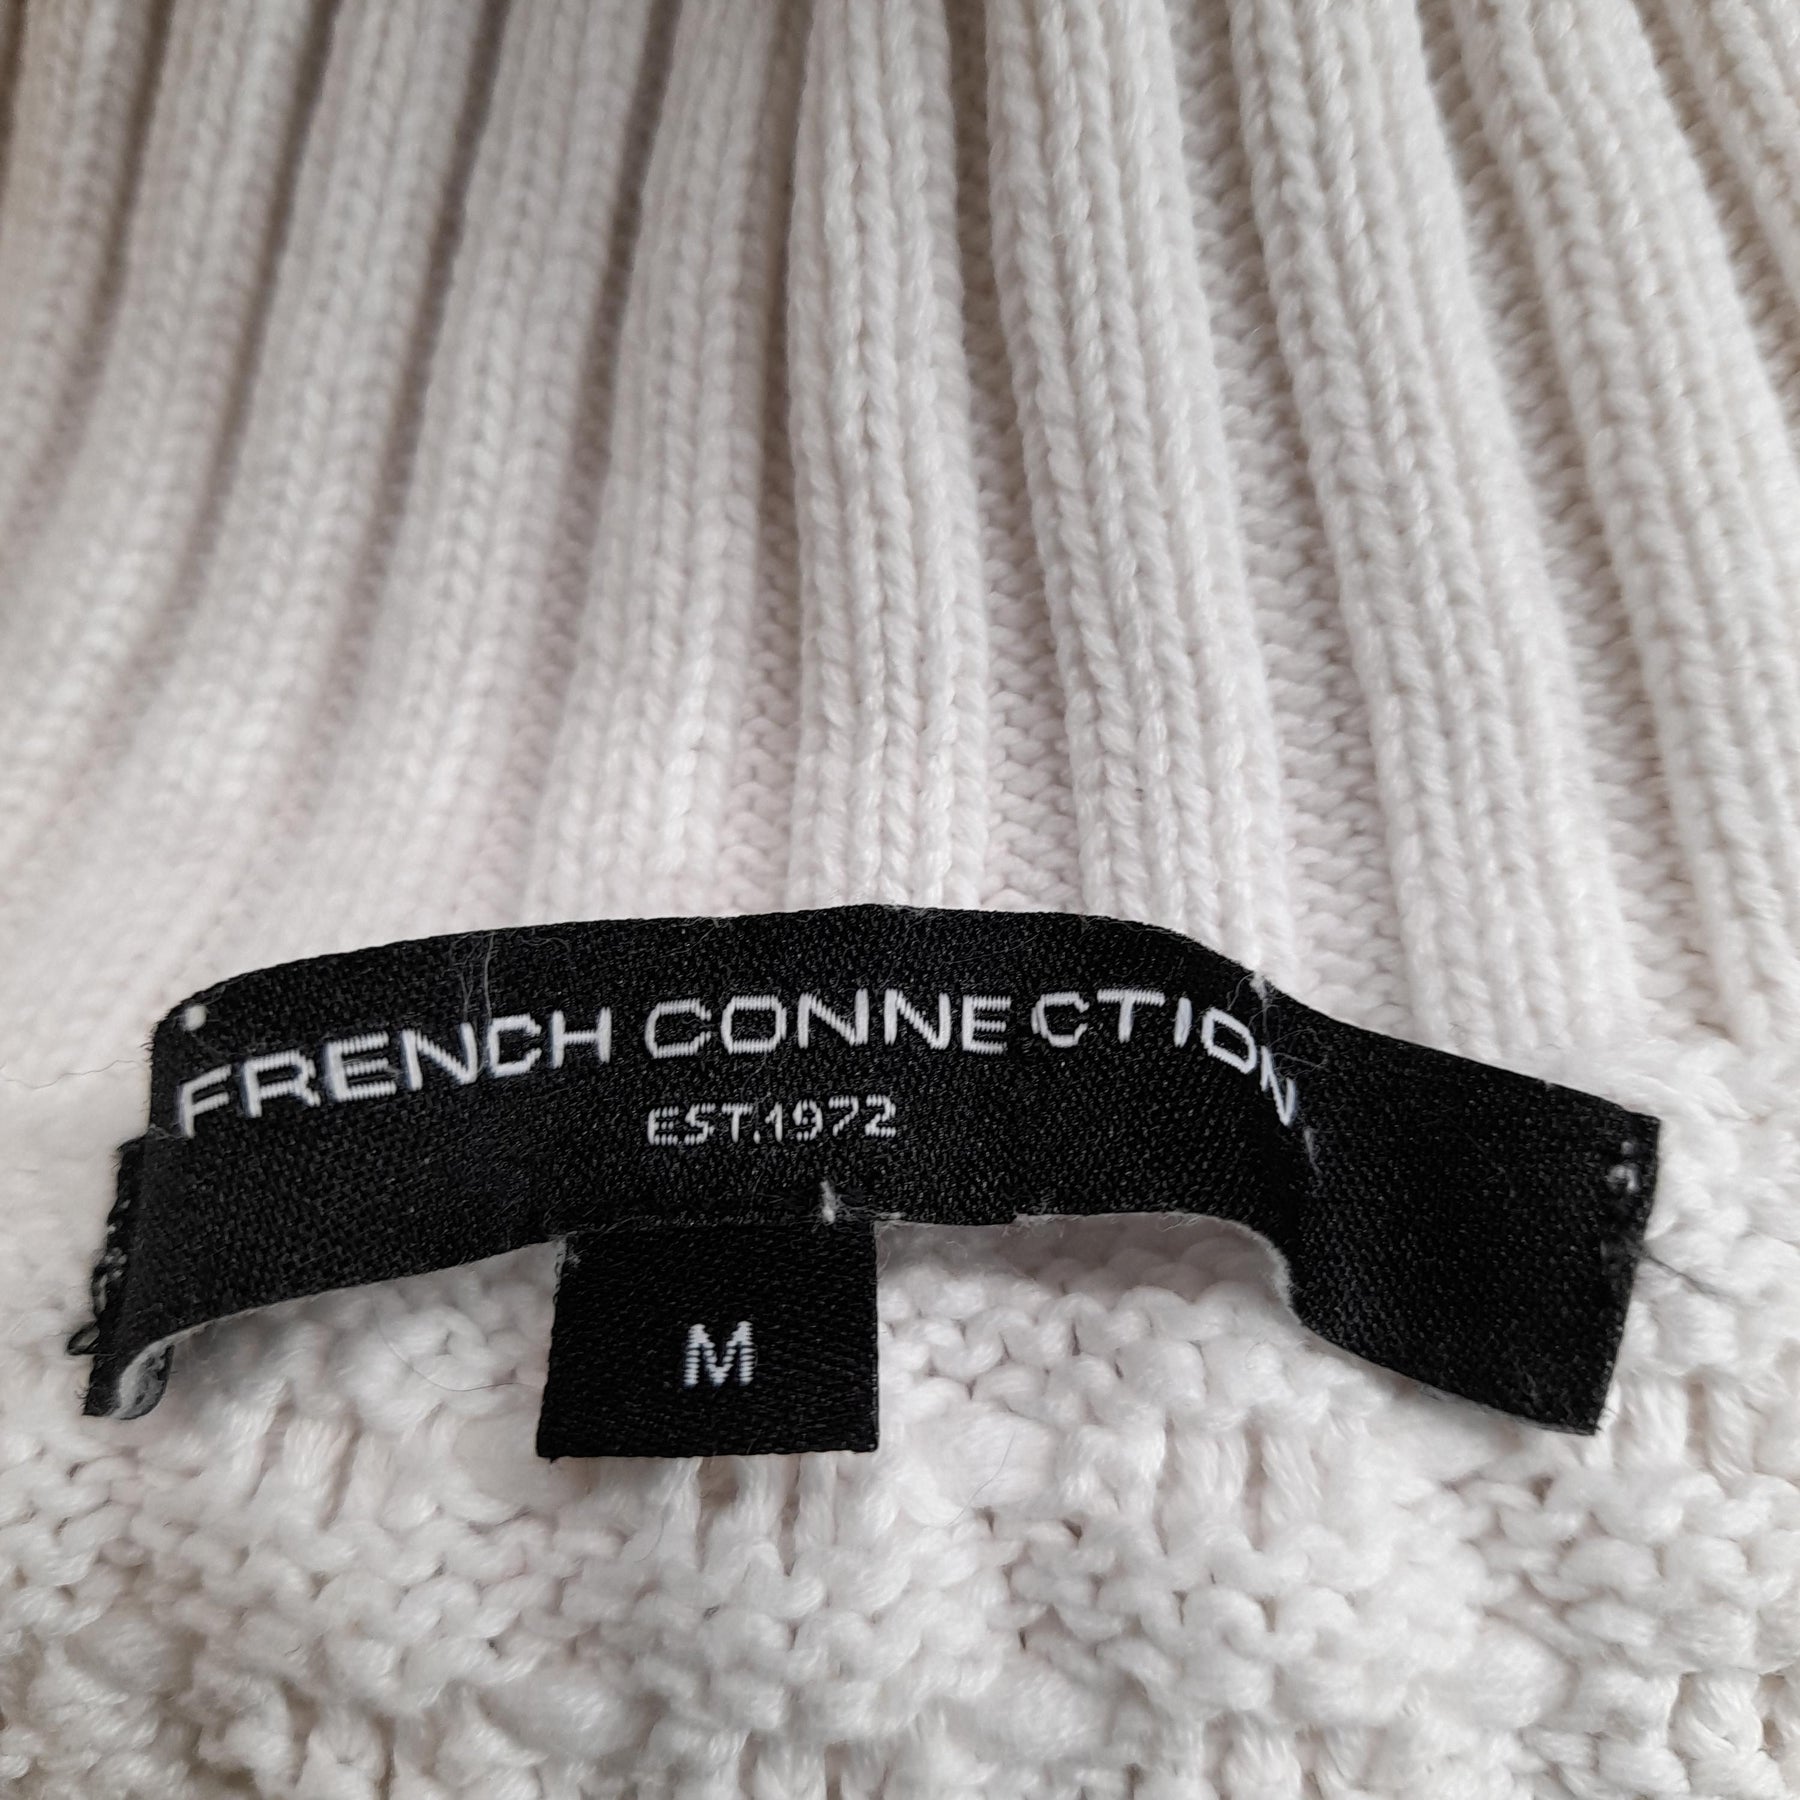 FRENCH CONNECTION
EST.1972
M